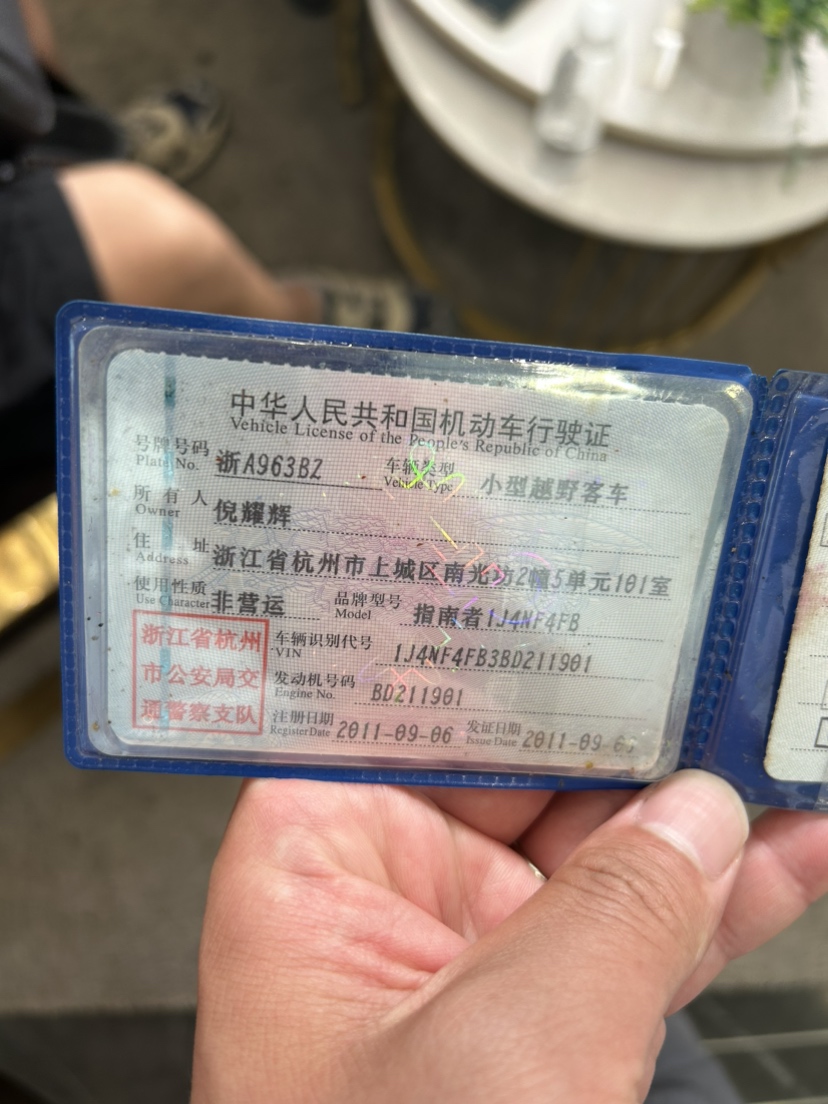 中华人民共和国机动车行驶证
Vehicle License of the People's Republic of China
号牌号码 浙A963BZ 车辆类型 小型越野客车
Plate No. Vehicle Type
所有人 倪耀辉
Owner
住址 浙江省杭州市上城区南光坊2幢5单元101室
Address
使用性质 非营运 品牌型号 指南者1J4NF4FB
Use Character Model
浙江省杭州 车辆识别代号 1J4NF4FB3BD211901
VIN
市公安局交 发动机号码 BD211901
Engine No.
通警察支队 注册日期 2011-09-06 发证日期 2011-09-
Register Date Issue Date